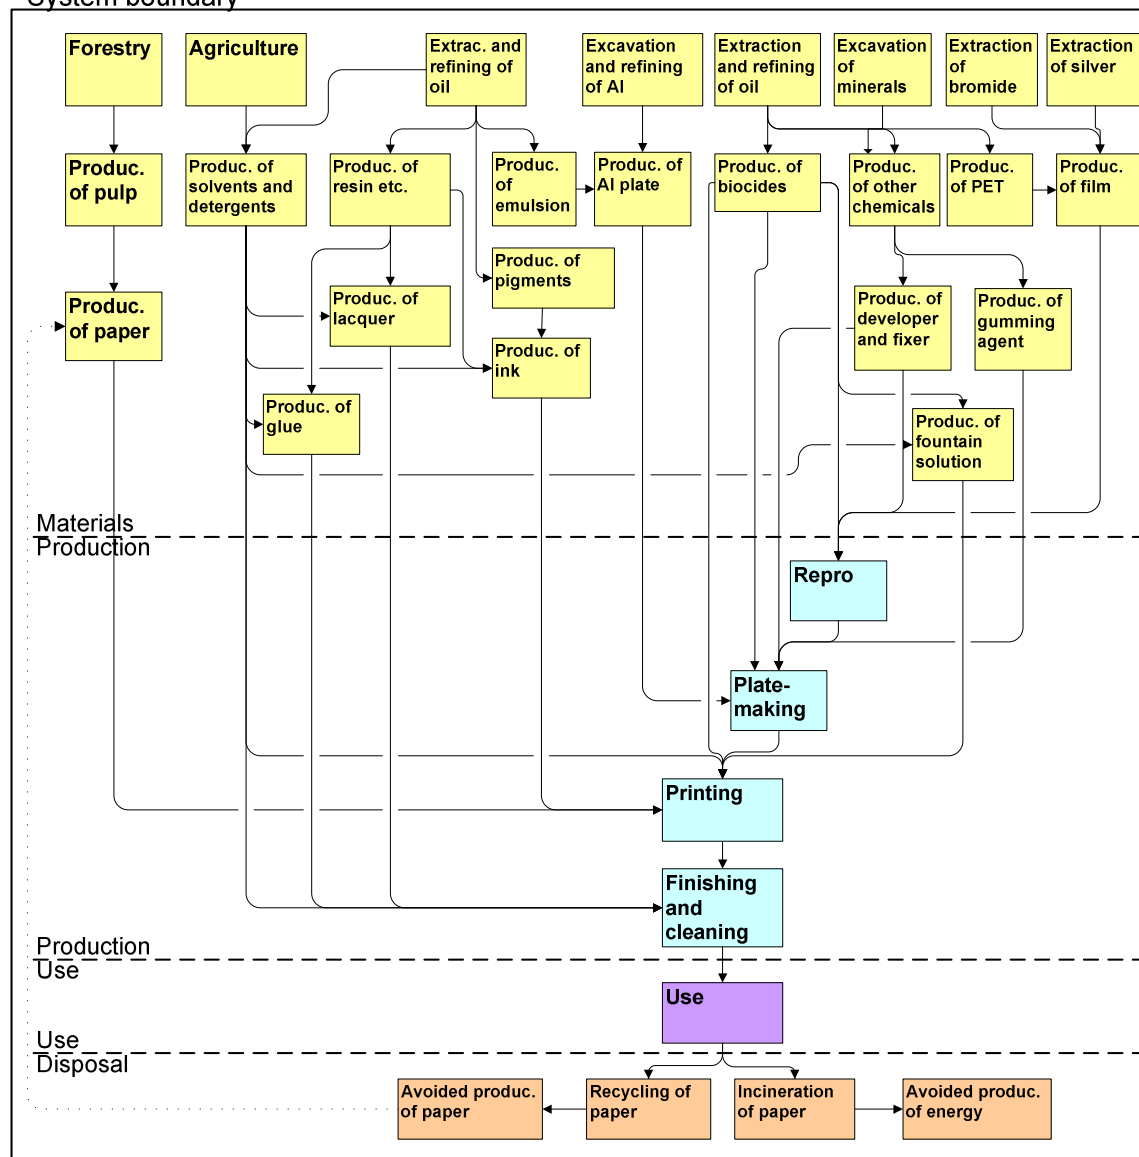 System boundary
Forestry
Agriculture
Extrac. and
refining of
oil
Excavation
and refining
of Al
Extraction
and refining
of oil
Excavation
of
minerals
Extraction
of
bromide
Extraction
of silver
Produc.
of pulp
Produc. of
solvents and
detergents
Produc. of
resin etc.
Produc.
of
emulsion
Produc. of
Al plate
Produc. of
biocides
Produc.
of other
chemicals
Produc.
of PET
Produc.
of film
Produc. of
pigments
Produc.
of paper
Produc. of
lacquer
Produc. of
developer
and fixer
Produc. of
gumming
agent
Produc. of
ink
Produc. of
glue
Produc. of
fountain
solution
Materials
Production
Repro
Plate-
making
Printing
Finishing
and
cleaning
Production
Use
Use
Use
Disposal
Avoided produc.
of paper
Recycling of
paper
Incineration
of paper
Avoided produc.
of energy